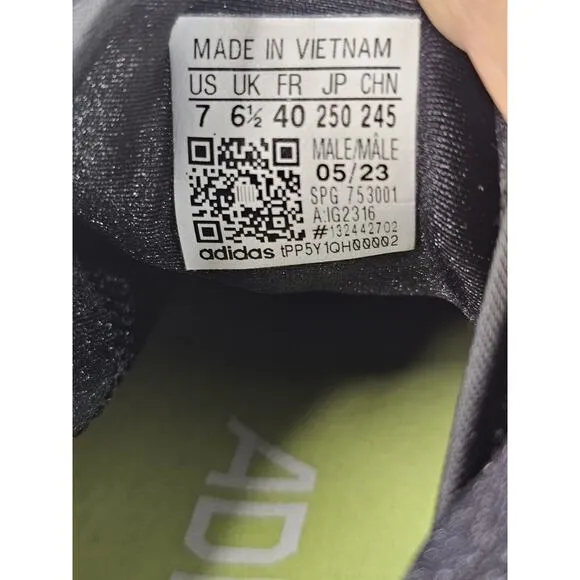 MADE IN VIETNAM
US UK FR JP CHN
7 6½ 40 250 245
MALE/MÂLE
05/23
SPG 753001
A:IG2316
#132442702
adidas tPP5Y1QH00002
AD